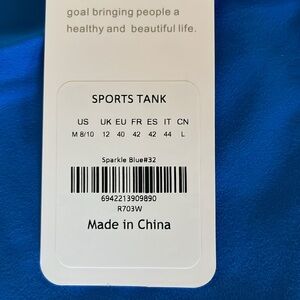 goal bringing people a
healthy and beautiful life.
SPORTS TANK
US UK EU FR ES IT CN
M 8/10 12 40 42 42 44 L
Sparkle Blue#32
6942213909890
R703W
Made in China